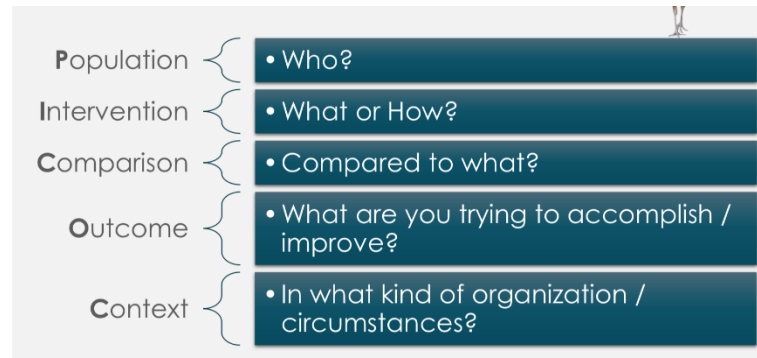 Population
• Who?
Intervention
• What or How?
Comparison
• Compared to what?
Outcome
• What are you trying to accomplish /
improve?
Context
• In what kind of organization /
circumstances?